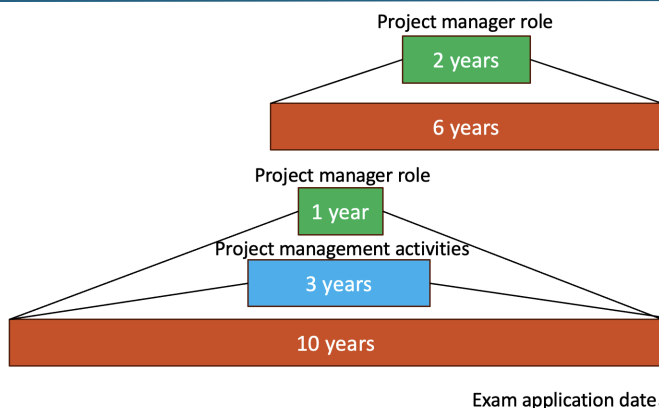 Project manager role
2 years
6 years
Project manager role
1 year
Project management activities
3 years
10 years
Exam application date